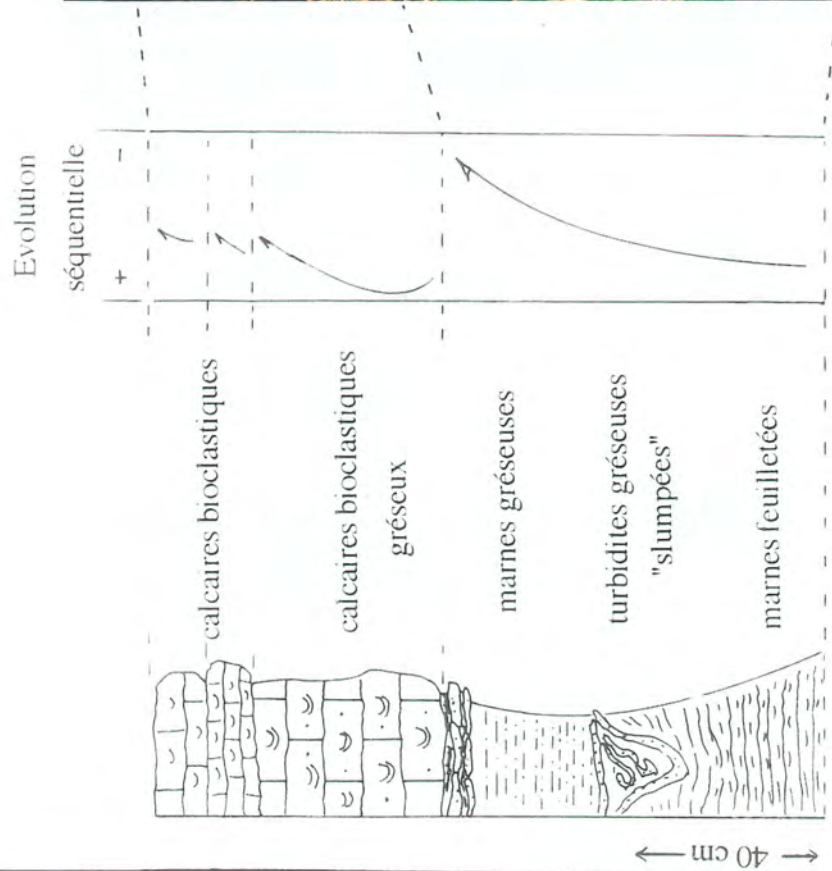 Evolution
séquentielle
+ -
calcaires bioclastiques
calcaires bioclastiques
gréseux
marnes gréseuses
turbidites gréseuses
"slumpées"
marnes feuilletées
40 cm